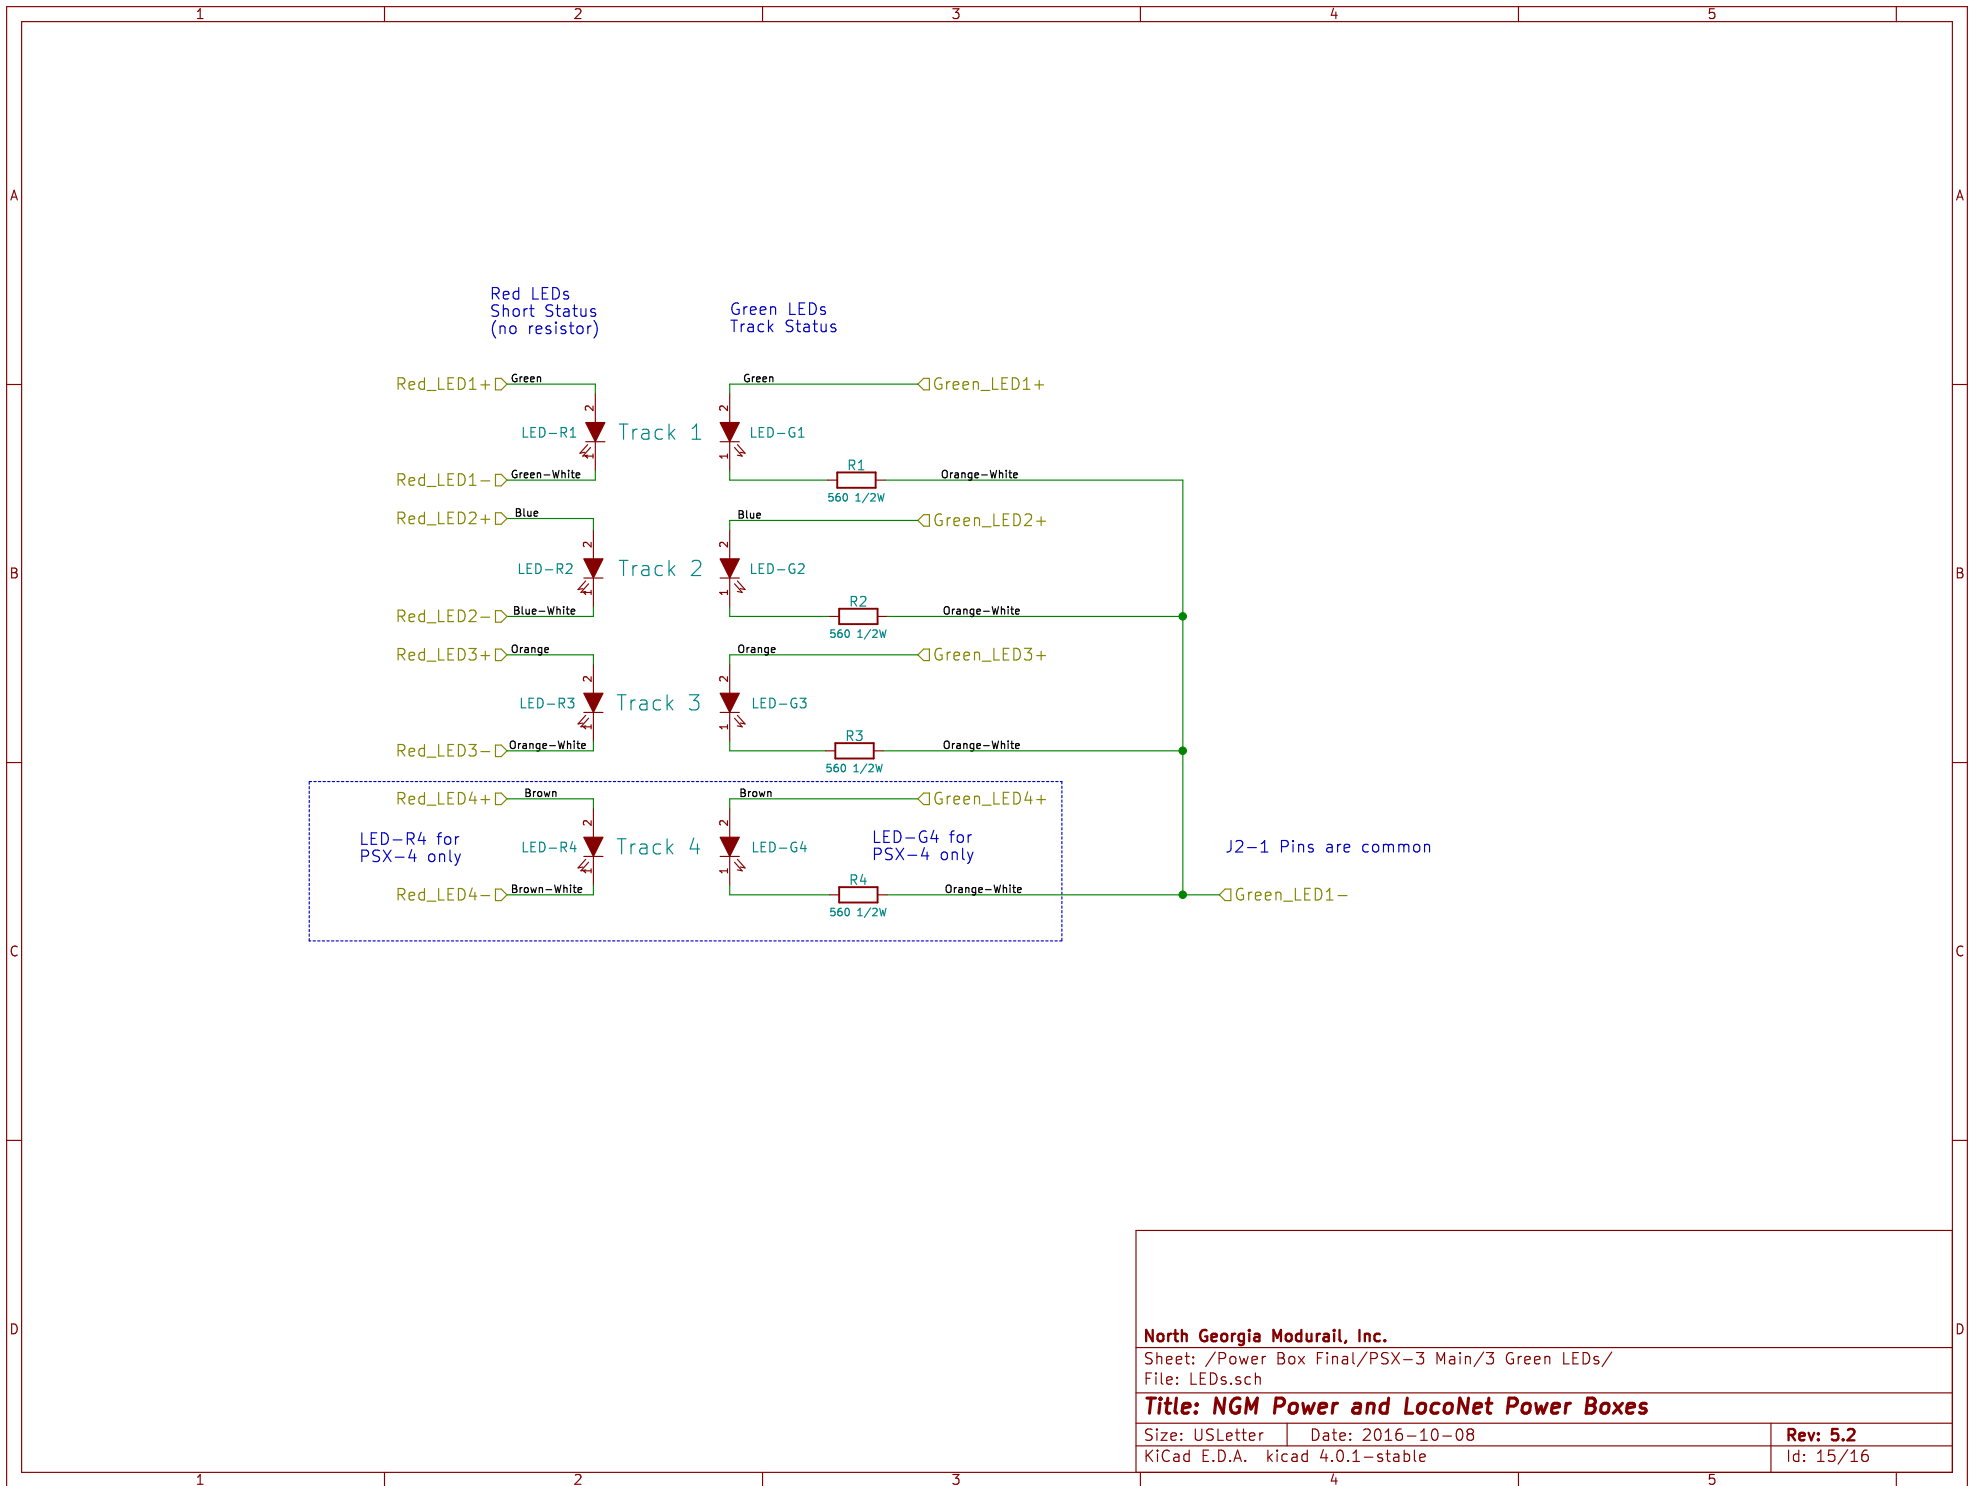 1 2 3 4 5
A A
Red LEDs
Short Status
(no resistor)
Green LEDs
Track Status
Red_LED1+ Green Green Green_LED1+
2 2
LED-R1 Track 1 LED-G1
1 1
Red_LED1- Green-White R1 Orange-White
560 1/2W
Red_LED2+ Blue Blue Green_LED2+
2 2
B LED-R2 Track 2 LED-G2 B
1 1
Red_LED2- Blue-White R2 Orange-White
560 1/2W
Red_LED3+ Orange Orange Green_LED3+
2 2
LED-R3 Track 3 LED-G3
1 1
Red_LED3- Orange-White R3 Orange-White
560 1/2W
Red_LED4+ Brown Brown Green_LED4+
2 2
LED-R4 for
PSX-4 only
LED-R4 Track 4 LED-G4
LED-G4 for
PSX-4 only
J2-1 Pins are common
1 1
Red_LED4- Brown-White R4 Orange-White Green_LED1-
560 1/2W
C C
D D
North Georgia Modurail, Inc.
Sheet: /Power Box Final/PSX-3 Main/3 Green LEDs/
File: LEDs.sch
Title: NGM Power and LocoNet Power Boxes
Size: USLetter Date: 2016-10-08 Rev: 5.2
KiCad E.D.A. kicad 4.0.1-stable Id: 15/16
1 2 3 4 5